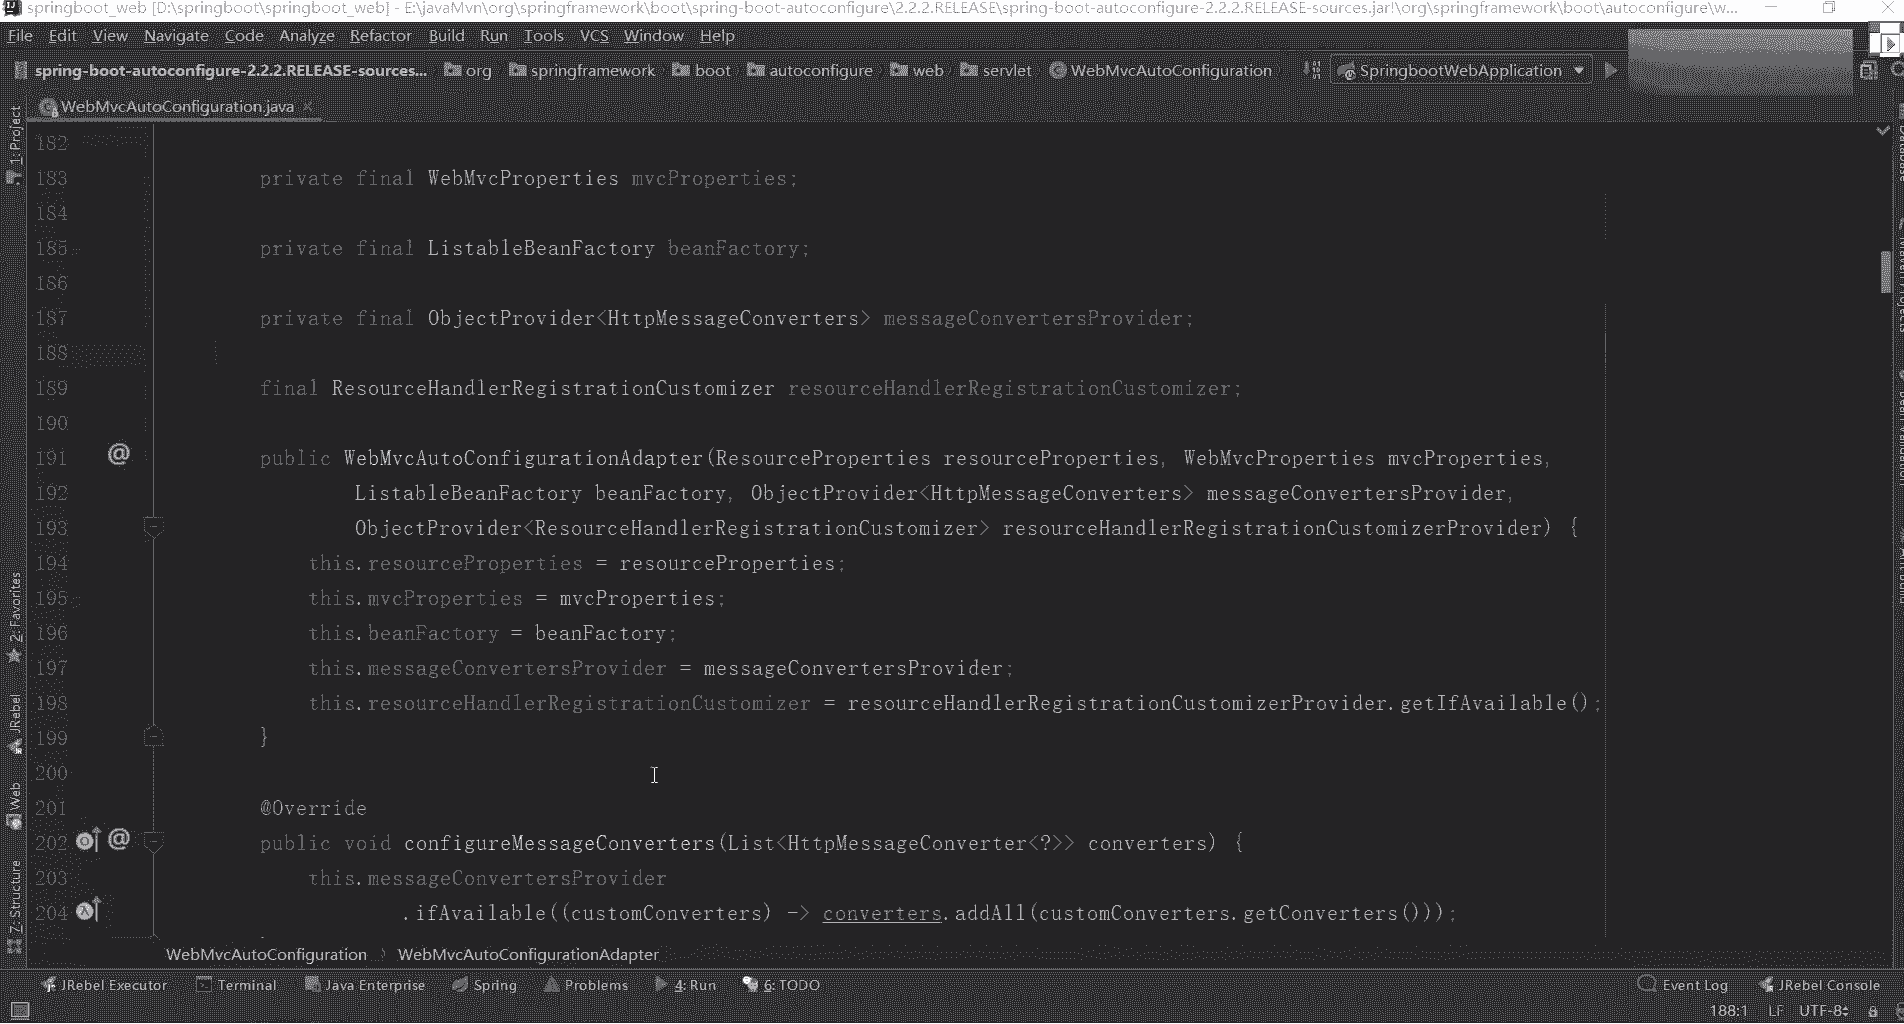 springboot_web [D:\springboot\springboot_web] - E:\javaMvn\org\springframework\boot\spring-boot-autoconfigure\2.2.2.RELEASE\spring-boot-autoconfigure-2.2.2.RELEASE-sources.jar!\org\springframework\boot\autoconfigure\w...
File Edit View Navigate Code Analyze Refactor Build Run Tools VCS Window Help
spring-boot-autoconfigure-2.2.2.RELEASE-sources... org springframework boot autoconfigure web servlet WebMvcAutoConfiguration SpringbootWebApplication
WebMvcAutoConfiguration.java
1: Project
182
183 private final WebMvcProperties mvcProperties;
184
185 private final ListableBeanFactory beanFactory;
186
187 private final ObjectProvider<HttpMessageConverters> messageConvertersProvider;
188
189 final ResourceHandlerRegistrationCustomizer resourceHandlerRegistrationCustomizer;
190
191 public WebMvcAutoConfigurationAdapter(ResourceProperties resourceProperties, WebMvcProperties mvcProperties,
192 ListableBeanFactory beanFactory, ObjectProvider<HttpMessageConverters> messageConvertersProvider,
193 ObjectProvider<ResourceHandlerRegistrationCustomizer> resourceHandlerRegistrationCustomizerProvider) {
194 this.resourceProperties = resourceProperties;
195 this.mvcProperties = mvcProperties;
196 this.beanFactory = beanFactory;
197 this.messageConvertersProvider = messageConvertersProvider;
198 this.resourceHandlerRegistrationCustomizer = resourceHandlerRegistrationCustomizerProvider.getIfAvailable();
199 }
200
201 @Override
202 public void configureMessageConverters(List<HttpMessageConverter<?>> converters) {
203 this.messageConvertersProvider
204 .ifAvailable((customConverters) -> converters.addAll(customConverters.getConverters()));
2: Favorites
JRebel
Web
Z: Structure
WebMvcAutoConfiguration WebMvcAutoConfigurationAdapter
JRebel Executor Terminal Java Enterprise Spring Problems 4: Run 6: TODO Event Log JRebel Console
188:1 LF UTF-8